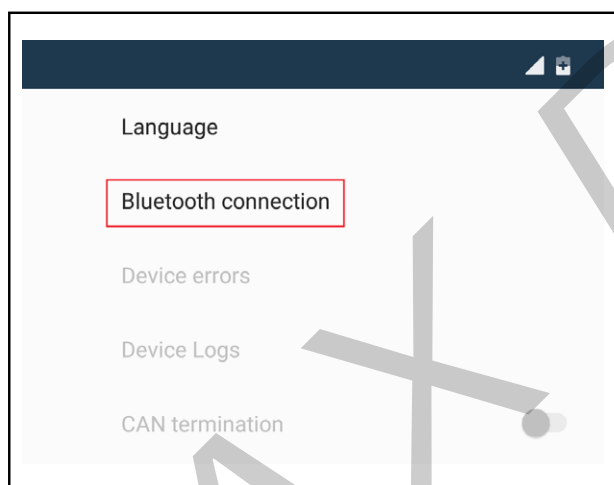 Language
Bluetooth connection
Device errors
Device Logs
CAN termination